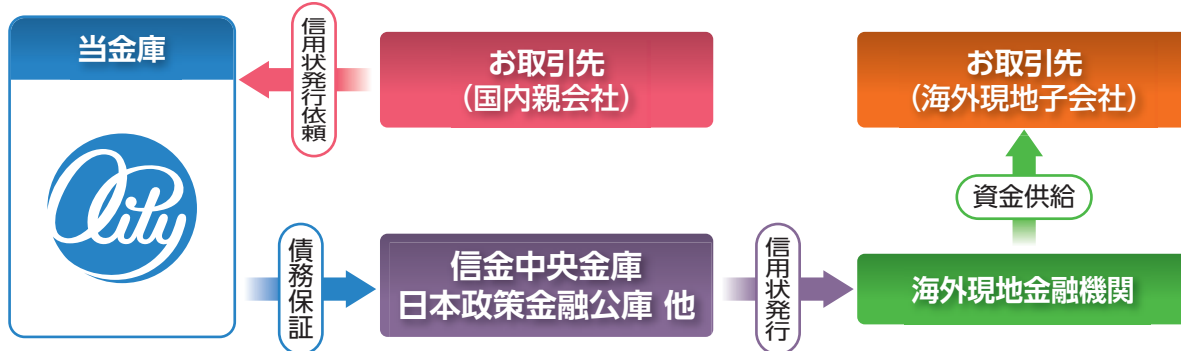 当金庫
信用状発行依頼
お取引先
（国内親会社）
お取引先
（海外現地子会社）
資金供給
City
債務保証
信金中央金庫
日本政策金融公庫 他
信用状発行
海外現地金融機関